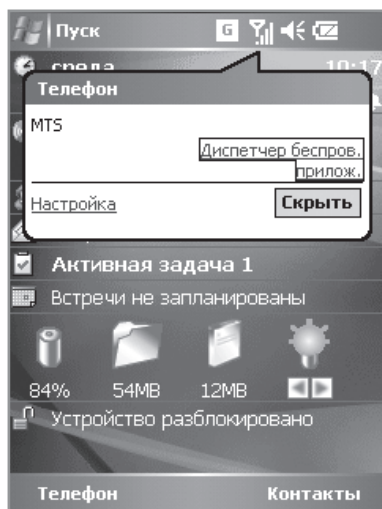 Пуск G
среда 10:17
Телефон
MTS
Диспетчер беспров.
прилож.
Настройка Скрыть
Активная задача 1
Встречи не запланированы
84% 54MB 12MB
Устройство разблокировано
Телефон Контакты